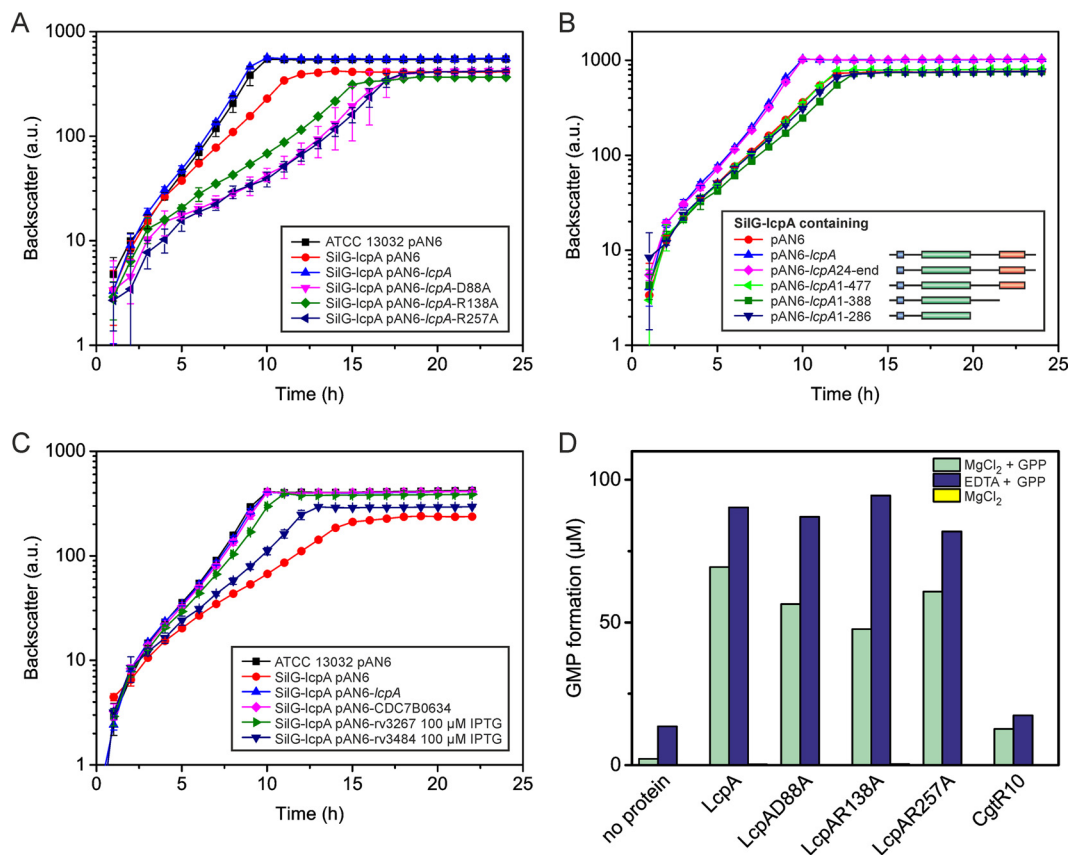 A
Backscatter (a.u.)
1000
100
10
1
0
5
10
15
20
25
Time (h)
ATCC 13032 pAN6
SilG-lcpA pAN6
SilG-lcpA pAN6-lcpA
SilG-lcpA pAN6-lcpA-D88A
SilG-lcpA pAN6-lcpA-R138A
SilG-lcpA pAN6-lcpA-R257A
B
Backscatter (a.u.)
1000
100
10
1
0
5
10
15
20
25
Time (h)
SilG-lcpA containing
pAN6
pAN6-lcpA
pAN6-lcpA24-end
pAN6-lcpA1-477
pAN6-lcpA1-388
pAN6-lcpA1-286
C
Backscatter (a.u.)
1000
100
10
1
0
5
10
15
20
25
Time (h)
ATCC 13032 pAN6
SilG-lcpA pAN6
SilG-lcpA pAN6-lcpA
SilG-lcpA pAN6-CDC7B0634
SilG-lcpA pAN6-rv3267 100 µM IPTG
SilG-lcpA pAN6-rv3484 100 µM IPTG
D
GMP formation (µM)
100
50
0
MgCl₂ + GPP
EDTA + GPP
MgCl₂
no protein
LcpA
LcpAD88A
LcpAR138A
LcpAR257A
CgtR10